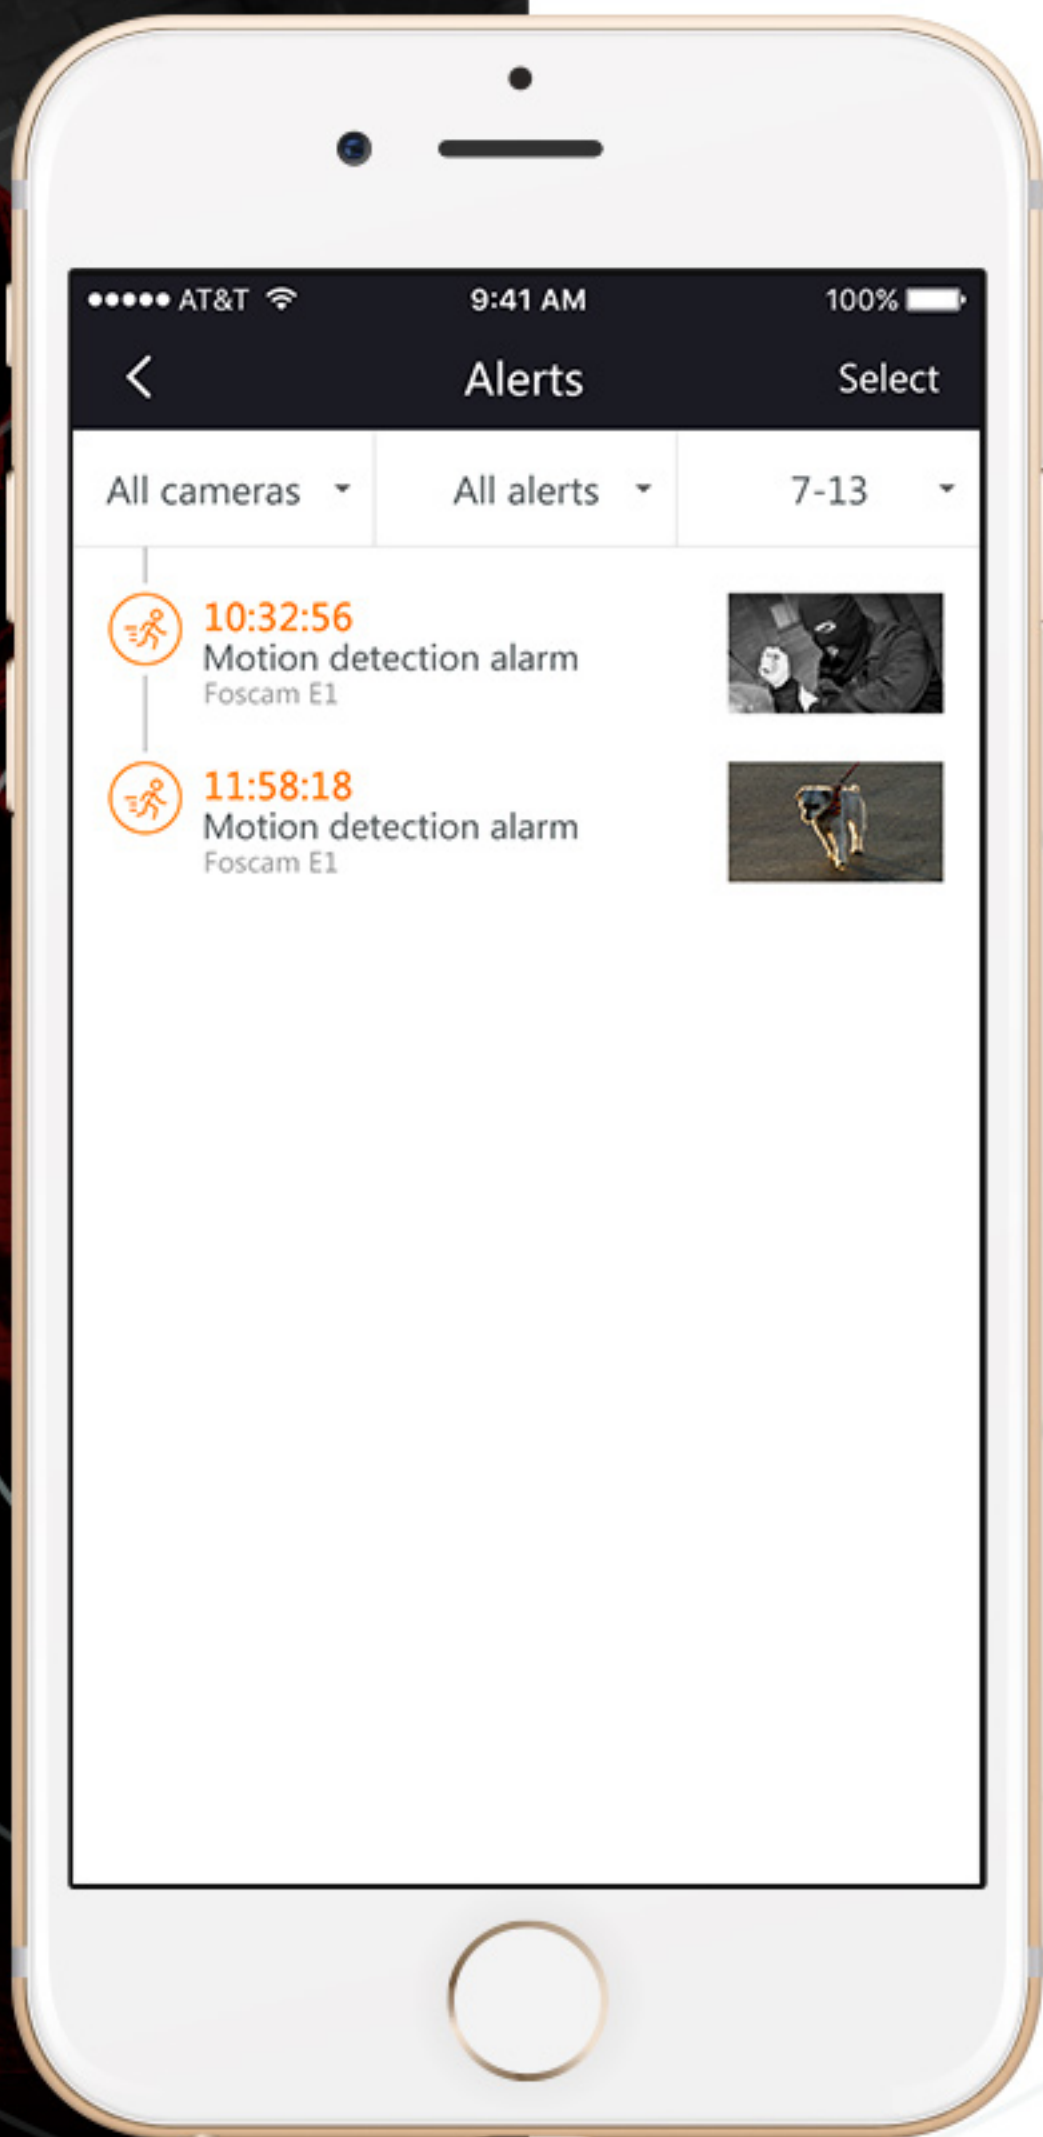 AT&T 9:41 AM 100%
Alerts Select
All cameras All alerts 7-13
10:32:56
Motion detection alarm
Foscam E1
11:58:18
Motion detection alarm
Foscam E1